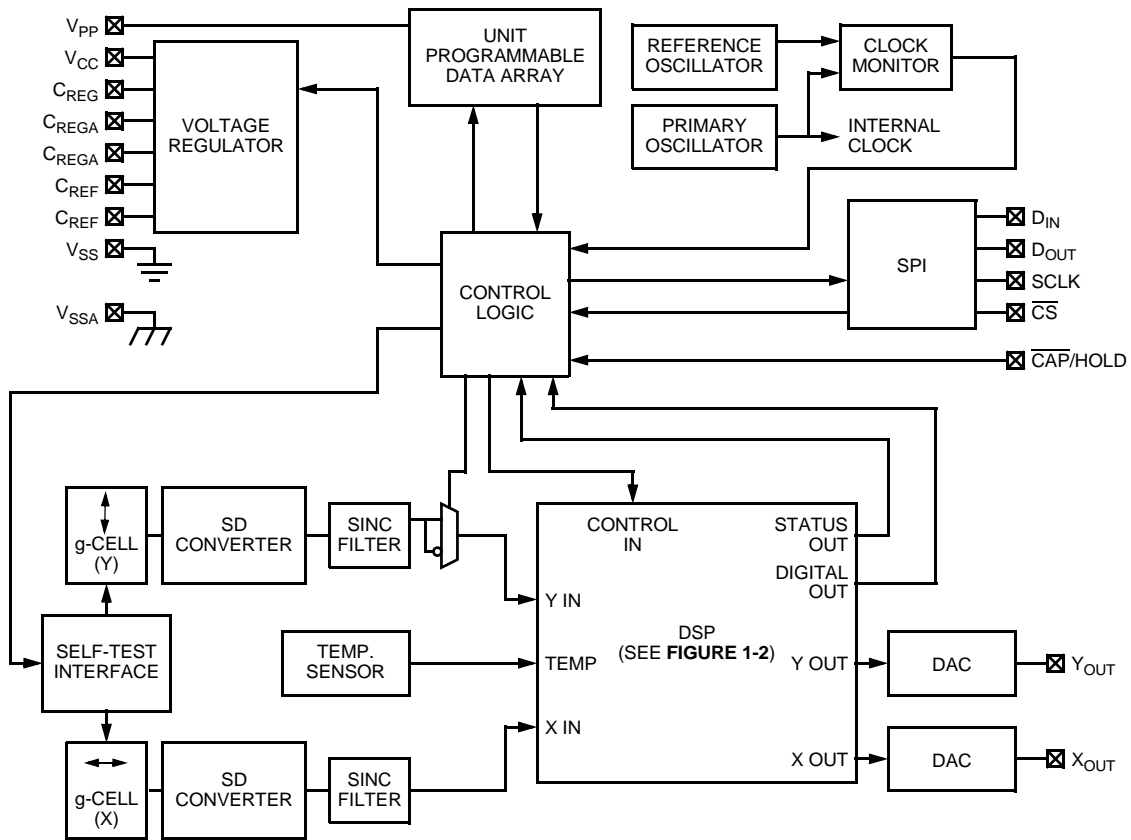 VPP
VCC
CREG
CREGA
CREGA
CREF
CREF
VSS
VSSA
VOLTAGE
REGULATOR
UNIT
PROGRAMMABLE
DATA ARRAY
REFERENCE
OSCILLATOR
CLOCK
MONITOR
PRIMARY
OSCILLATOR
INTERNAL
CLOCK
CONTROL
LOGIC
SPI
DIN
DOUT
SCLK
CS
CAP/HOLD
g-CELL
(Y)
SD
CONVERTER
SINC
FILTER
SELF-TEST
INTERFACE
TEMP.
SENSOR
g-CELL
(X)
SD
CONVERTER
SINC
FILTER
CONTROL
IN
STATUS
OUT
DIGITAL
OUT
Y IN
DSP
(SEE FIGURE 1-2)
TEMP
Y OUT
X IN
X OUT
DAC
YOUT
DAC
XOUT